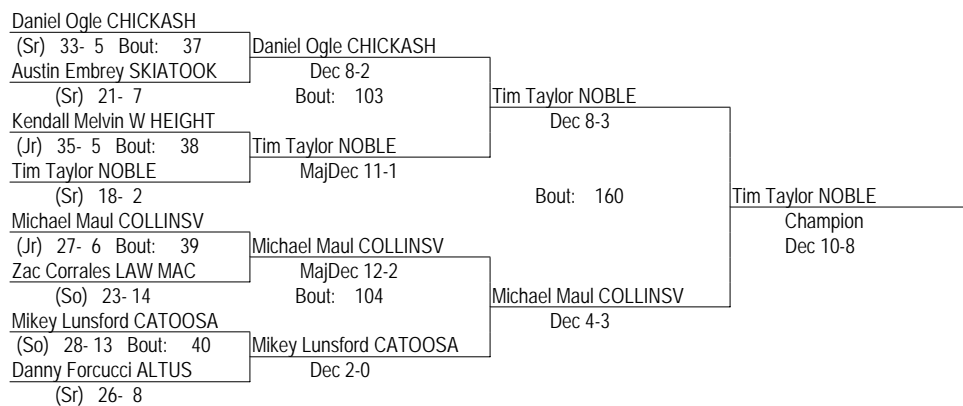 Daniel Ogle CHICKASH
(Sr) 33- 5 Bout: 37
Daniel Ogle CHICKASH
Austin Embrey SKIATOOK
Dec 8-2
(Sr) 21- 7
Bout: 103
Tim Taylor NOBLE
Kendall Melvin W HEIGHT
Dec 8-3
(Jr) 35- 5 Bout: 38
Tim Taylor NOBLE
Tim Taylor NOBLE
MajDec 11-1
(Sr) 18- 2
Bout: 160
Tim Taylor NOBLE
Michael Maul COLLINSV
Champion
(Jr) 27- 6 Bout: 39
Michael Maul COLLINSV
Dec 10-8
Zac Corrales LAW MAC
MajDec 12-2
(So) 23- 14
Bout: 104
Michael Maul COLLINSV
Mikey Lunsford CATOOSA
Dec 4-3
(So) 28- 13 Bout: 40
Mikey Lunsford CATOOSA
Danny Forcucci ALTUS
Dec 2-0
(Sr) 26- 8